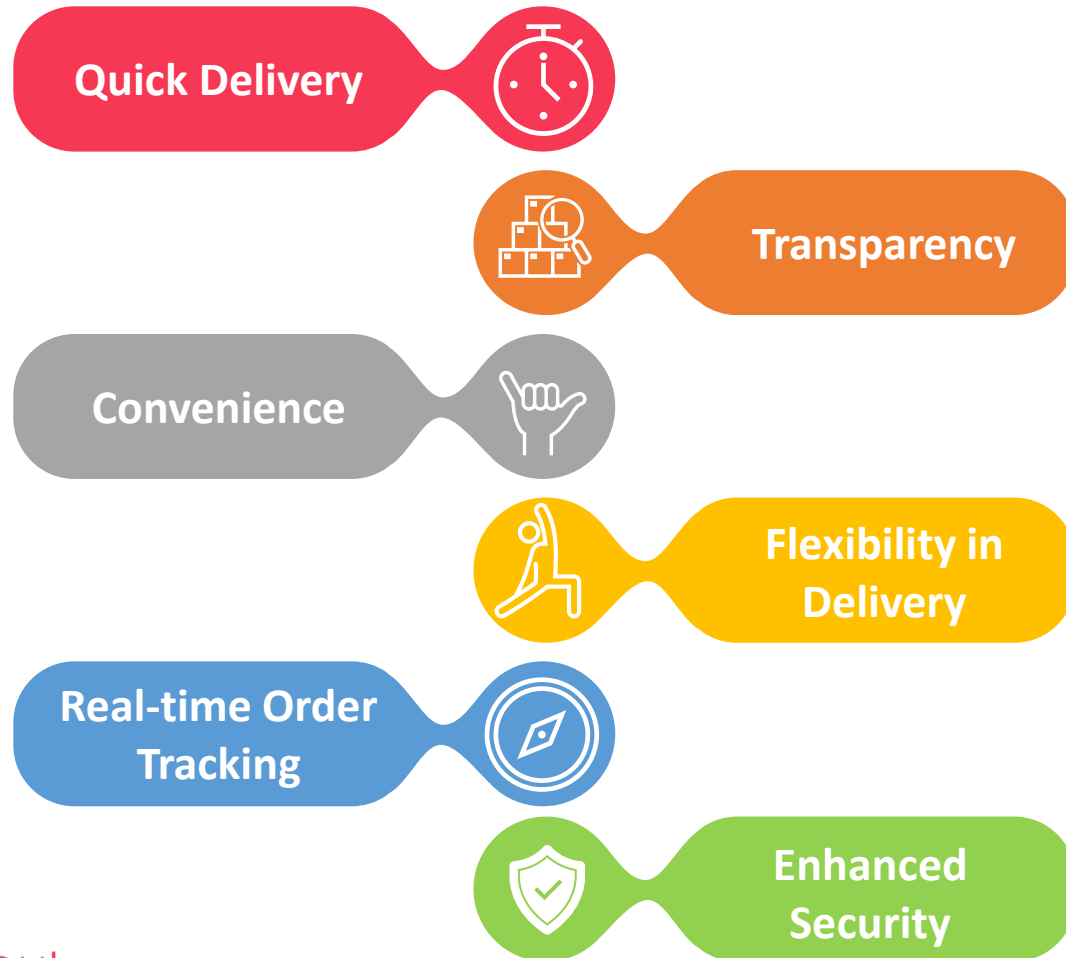 Quick Delivery
Transparency
Convenience
Flexibility in
Delivery
Real-time Order
Tracking
Enhanced
Security